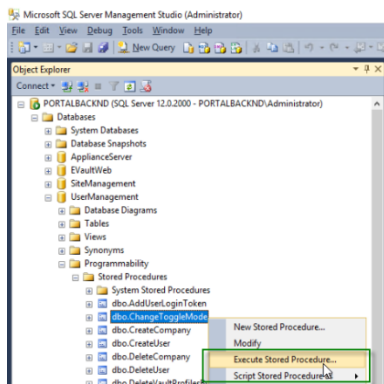 Microsoft SQL Server Management Studio (Administrator)
File Edit View Debug Tools Window Help
New Query
Object Explorer
Connect
PORTALBACKND (SQL Server 12.0.2000 - PORTALBACKND\Administrator)
Databases
System Databases
Database Snapshots
ApplianceServer
EVaultWeb
SiteManagement
UserManagement
Database Diagrams
Tables
Views
Synonyms
Programmability
Stored Procedures
System Stored Procedures
dbo.AddUserLoginToken
dbo.ChangeToggleMode
dbo.CreateCompany
dbo.CreateUser
dbo.DeleteCompany
dbo.DeleteUser
New Stored Procedure...
Modify
Execute Stored Procedure...
Script Stored Procedure